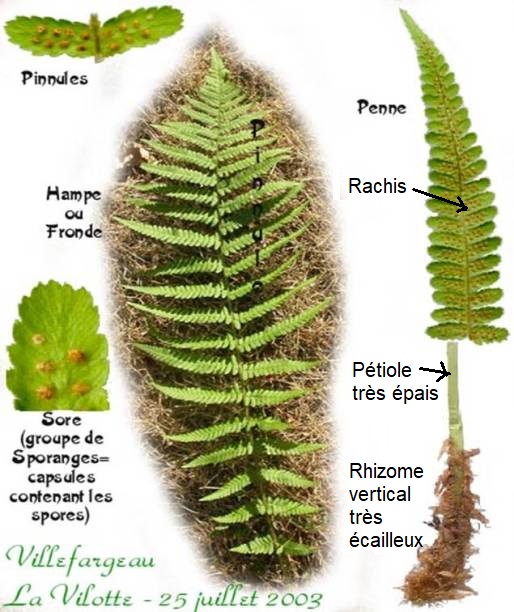 Pinnules
Hampe
ou
Fronde
Pinnule
Sore
(groupe de
Sporanges=
capsules
contenant les
spores)
Penne
Rachis
Pétiole
très épais
Rhizome
vertical
très
écailleux
Villefargeau
La Vilotte - 25 juillet 2003